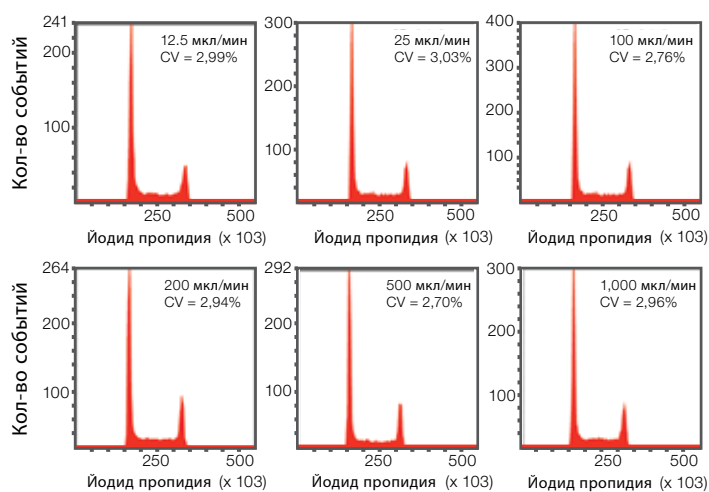 Кол-во событий
241
200
100
12.5 мкл/мин
CV = 2,99%
250
500
Йодид пропидия (x 103)
300
200
100
25 мкл/мин
CV = 3,03%
250
500
Йодид пропидия (x 103)
400
300
200
100
100 мкл/мин
CV = 2,76%
250
500
Йодид пропидия (x 103)
Кол-во событий
264
200
100
200 мкл/мин
CV = 2,94%
250
500
Йодид пропидия (x 103)
292
200
100
500 мкл/мин
CV = 2,70%
250
500
Йодид пропидия (x 103)
300
200
100
1,000 мкл/мин
CV = 2,96%
250
500
Йодид пропидия (x 103)